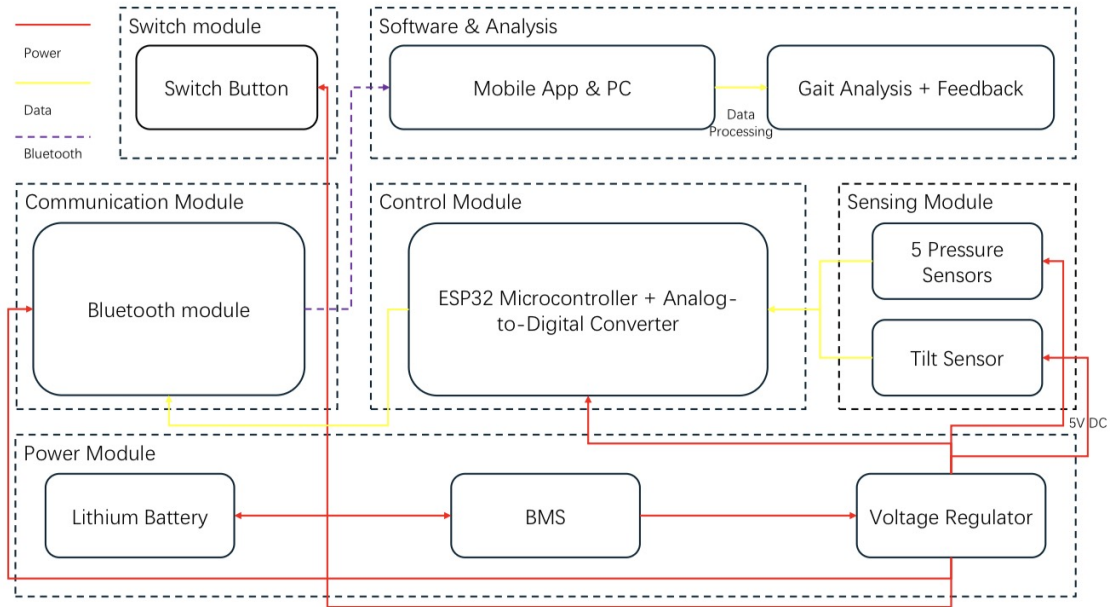 Power
Data
Bluetooth
Switch module
Switch Button
Software & Analysis
Mobile App & PC
Data
Processing
Gait Analysis + Feedback
Communication Module
Bluetooth module
Control Module
ESP32 Microcontroller + Analog-
to-Digital Converter
Sensing Module
5 Pressure
Sensors
Tilt Sensor
5V DC
Power Module
Lithium Battery
BMS
Voltage Regulator